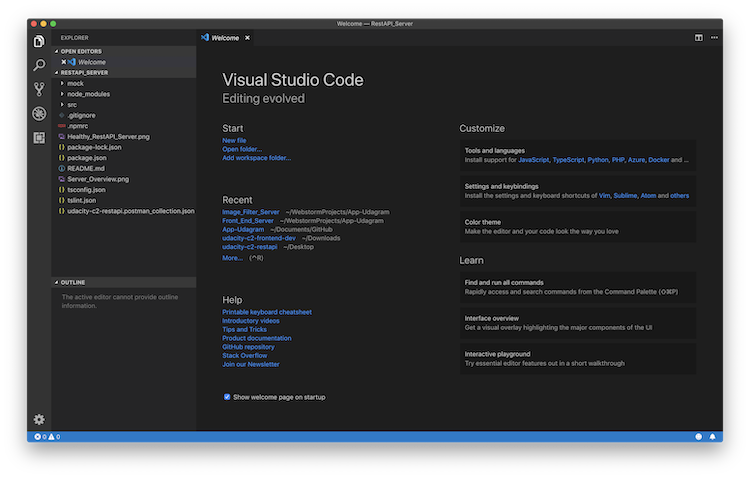 Welcome — RestAPI_Server
EXPLORER
OPEN EDITORS
Welcome
RESTAPI_SERVER
mock
node_modules
src
.gitignore
.npmrc
Healthy_RestAPI_Server.png
package-lock.json
package.json
README.md
Server_Overview.png
tsconfig.json
tslint.json
udacity-c2-restapi.postman_collection.json
OUTLINE
The active editor cannot provide outline
information.
Welcome
Visual Studio Code
Editing evolved
Start
New file
Open folder...
Add workspace folder...
Recent
Image_Filter_Server ~/WebstormProjects/App-Udagram
Front_End_Server ~/WebstormProjects/App-Udagram
App-Udagram ~/Documents/GitHub
udacity-c2-frontend-dev ~/Downloads
udacity-c2-restapi ~/Desktop
More... (^R)
Help
Printable keyboard cheatsheet
Introductory videos
Tips and Tricks
Product documentation
GitHub repository
Stack Overflow
Join our Newsletter
Show welcome page on startup
Customize
Tools and languages
Install support for JavaScript, TypeScript, Python, PHP, Azure, Docker and ...
Settings and keybindings
Install the settings and keyboard shortcuts of Vim, Sublime, Atom and others
Color theme
Make the editor and your code look the way you love
Learn
Find and run all commands
Rapidly access and search commands from the Command Palette (⇧⌘P)
Interface overview
Get a visual overlay highlighting the major components of the UI
Interactive playground
Try essential editor features out in a short walkthrough
0 0